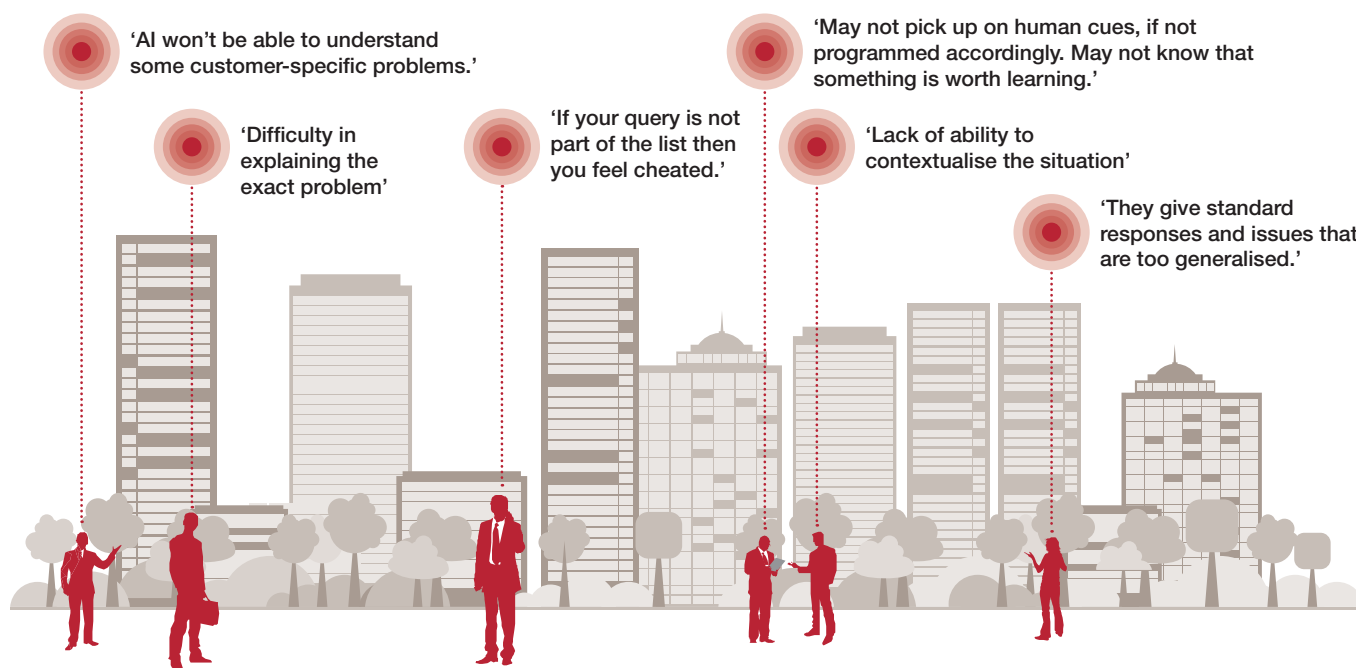 ‘AI won’t be able to understand
some customer-specific problems.’
‘Difficulty in
explaining the
exact problem’
‘If your query is not
part of the list then
you feel cheated.’
‘May not pick up on human cues, if not
programmed accordingly. May not know that
something is worth learning.’
‘Lack of ability to
contextualise the situation’
‘They give standard
responses and issues that
are too generalised.’